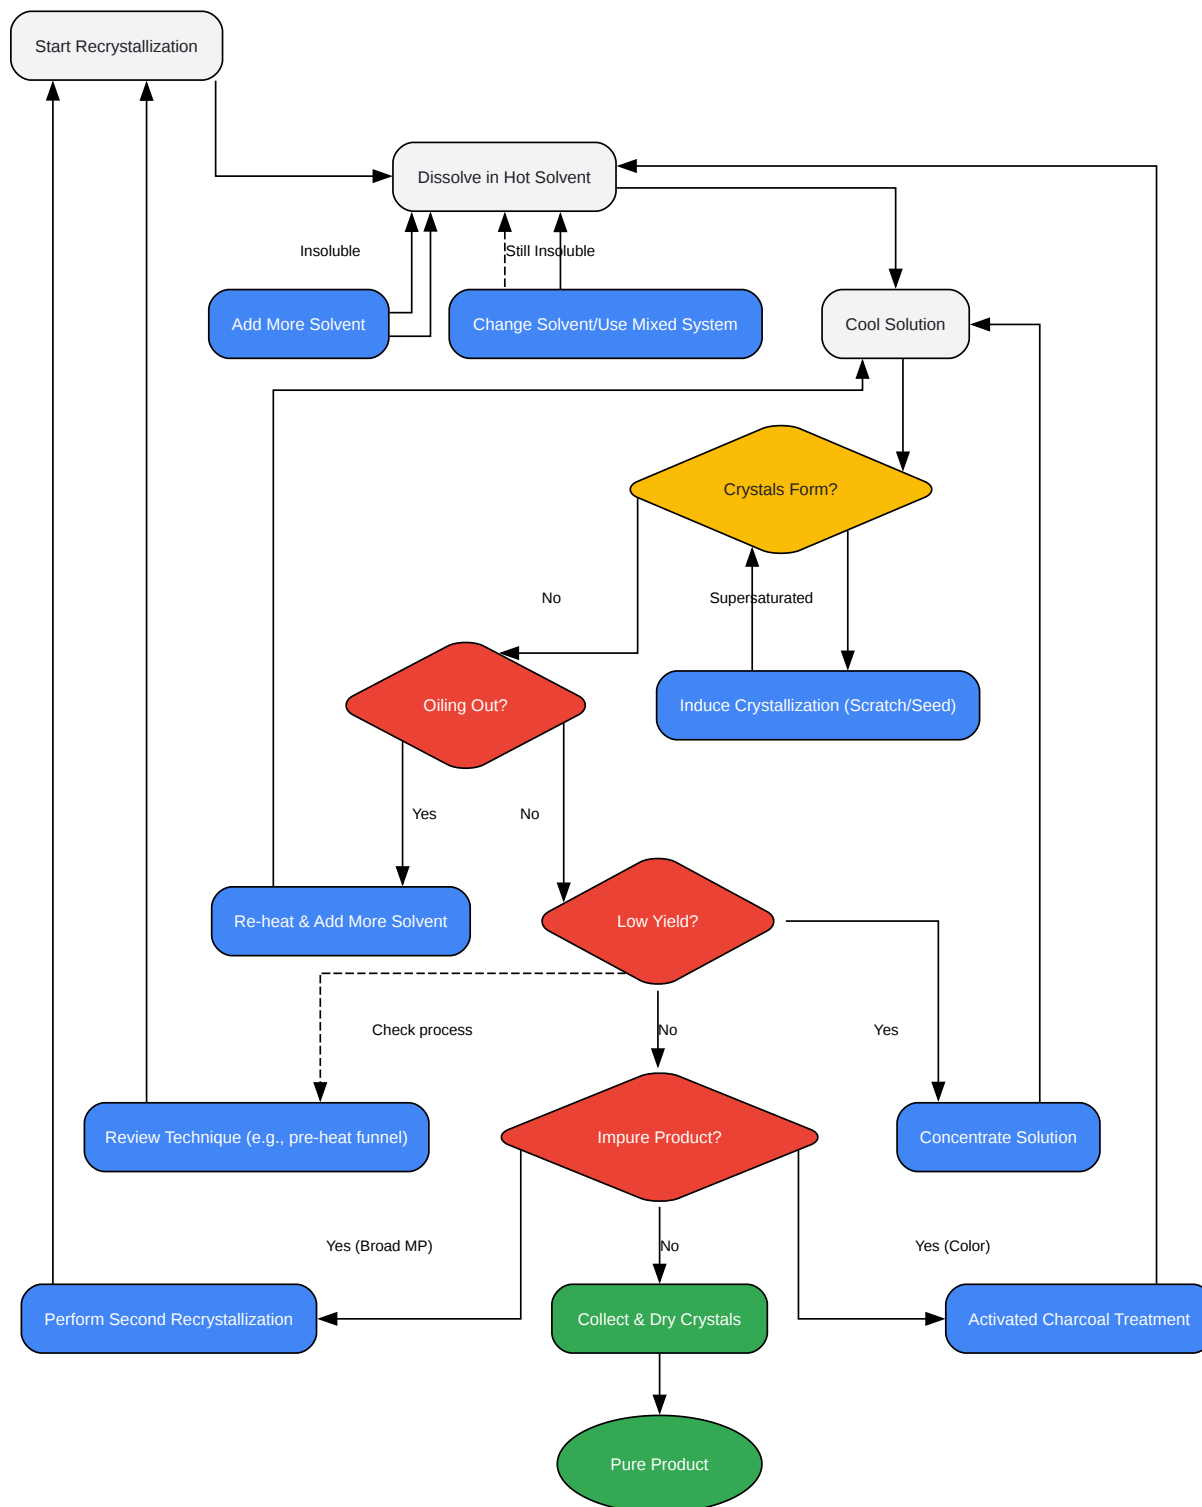 Start Recrystallization
Dissolve in Hot Solvent
Insoluble
Still Insoluble
Add More Solvent
Change Solvent/Use Mixed System
Cool Solution
Crystals Form?
No
Supersaturated
Oiling Out?
Induce Crystallization (Scratch/Seed)
Yes
No
Re-heat & Add More Solvent
Low Yield?
Check process
No
Yes
Review Technique (e.g., pre-heat funnel)
Impure Product?
Concentrate Solution
Yes (Broad MP)
No
Yes (Color)
Perform Second Recrystallization
Collect & Dry Crystals
Activated Charcoal Treatment
Pure Product